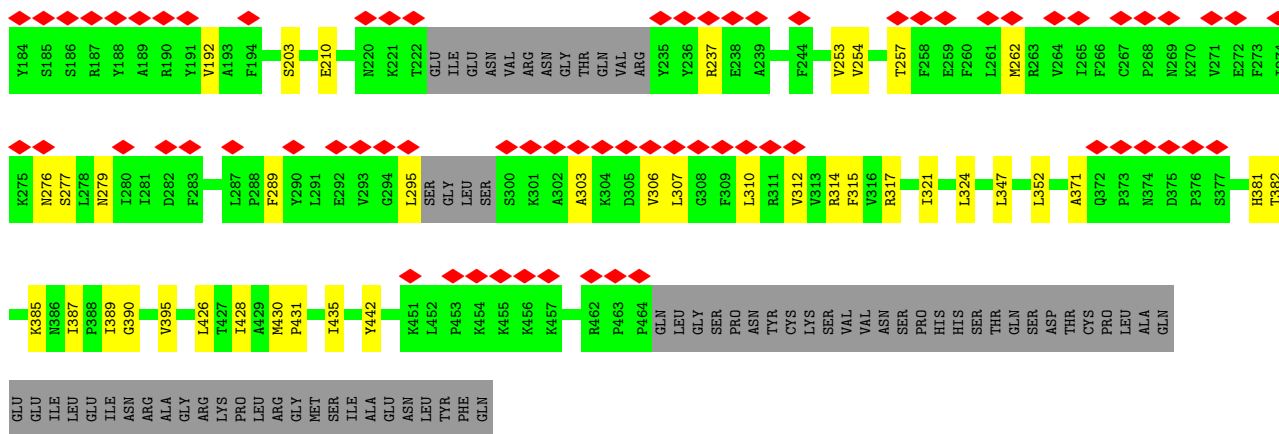 Y184 S185 S186 R187 Y188 A189 R190 Y191 V192 A193 F194 S203 E210 N220 K221 T222 GLU ILE GLU ASN VAL ARG ASN GLY THR GLN VAL ARG Y235 Y236 R237 E238 A239 F244 V253 V254 T257 F258 E259 F260 L261 M262 R263 V264 I265 F266 C267 P268 N269 K270 V271 E272 F273
K275 N276 S277 L278 N279 I280 I281 D282 F283 L287 P288 F289 Y290 L291 E292 V293 G294 L295 SER GLY LEU SER S300 K301 A302 A303 K304 D305 V306 L307 G308 F309 L310 R311 V312 V313 R314 F315 V316 R317 I321 L324 L347 L352 A371 Q372 P373 N374 D375 P376 S377 H381 T382
K385 N386 I387 P388 I389 G390 V395 L426 T427 I428 A429 M430 P431 I435 Y442 K451 L452 P453 K454 K455 K456 K457 R462 P463 P464 GLN LEU GLY SER PRO ASN TYR CYS LYS SER VAL VAL ASN SER PRO HIS HIS SER THR GLN SER ASP THR CYS PRO LEU ALA GLN
GLU GLU ILE LEU GLU ILE ASN ARG ALA GLY ARG LYS PRO LEU ARG GLY MET SER ILE ALA GLU ASN LEU TYR PHE GLN